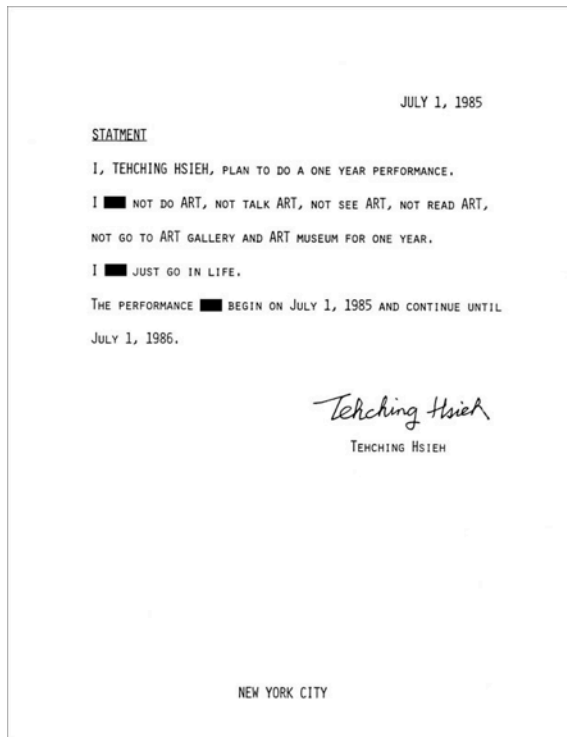 JULY 1, 1985
STATMENT
I, TEHCHING HSIEH, PLAN TO DO A ONE YEAR PERFORMANCE.
I NOT DO ART, NOT TALK ART, NOT SEE ART, NOT READ ART,
NOT GO TO ART GALLERY AND ART MUSEUM FOR ONE YEAR.
I JUST GO IN LIFE.
THE PERFORMANCE BEGIN ON JULY 1, 1985 AND CONTINUE UNTIL
JULY 1, 1986.
Tehching Hsieh
TEHCHING HSIEH
NEW YORK CITY